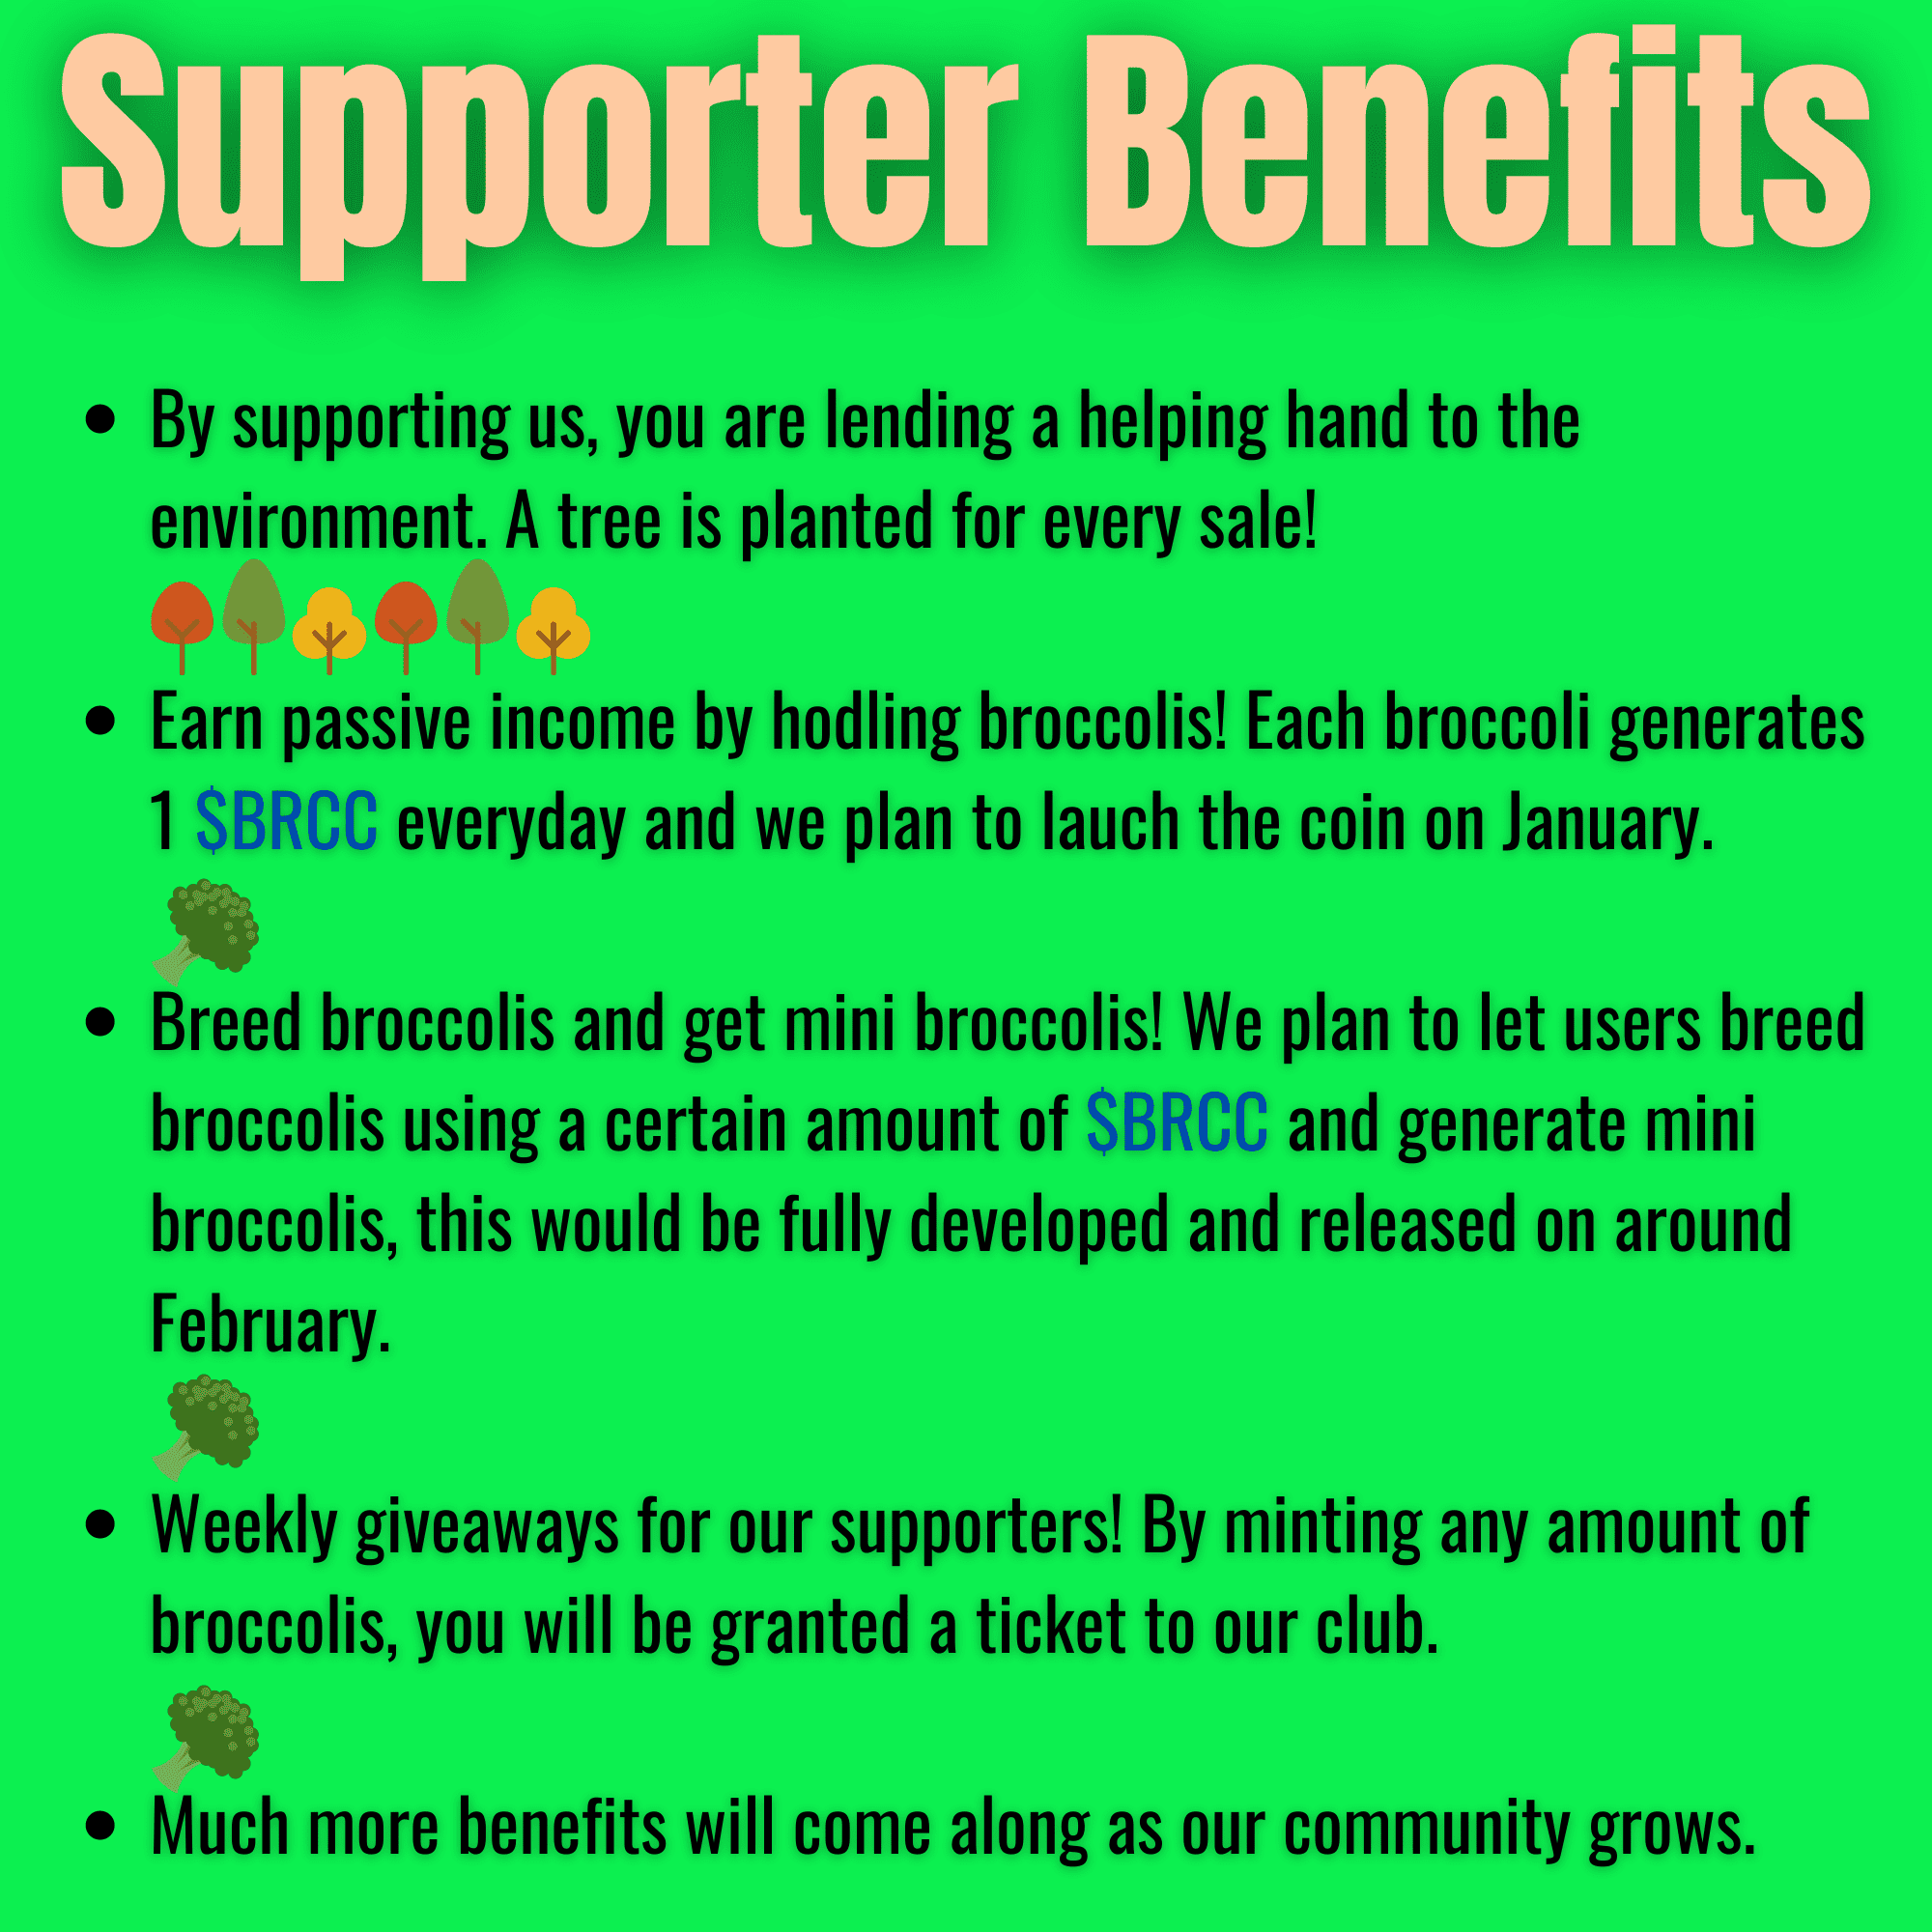 Supporter Benefits
• By supporting us, you are lending a helping hand to the
environment. A tree is planted for every sale!
• Earn passive income by hodling broccolis! Each broccoli generates
1 $BRCC everyday and we plan to lauch the coin on January.
• Breed broccolis and get mini broccolis! We plan to let users breed
broccolis using a certain amount of $BRCC and generate mini
broccolis, this would be fully developed and released on around
February.
• Weekly giveaways for our supporters! By minting any amount of
broccolis, you will be granted a ticket to our club.
• Much more benefits will come along as our community grows.